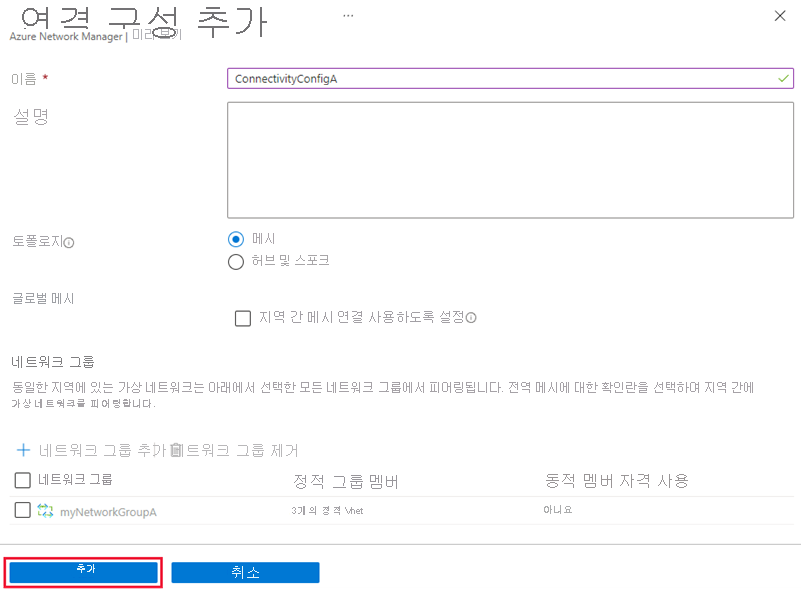 연결 구성 추가 ...
Azure Network Manager | 미리 보기
이름 *
ConnectivityConfigA
설명
토폴로지
메시
허브 및 스포크
글로벌 메시
지역 간 메시 연결 사용하도록 설정
네트워크 그룹
동일한 지역에 있는 가상 네트워크는 아래에서 선택한 모든 네트워크 그룹에서 피어링됩니다. 전역 메시에 대한 확인란을 선택하여 지역 간에
가상 네트워크를 피어링합니다.
네트워크 그룹 추가 트워크 그룹 제거
네트워크 그룹 정적 그룹 멤버 동적 멤버 자격 사용
myNetworkGroupA 3개의 정적 Vnet 아니요
추가 취소